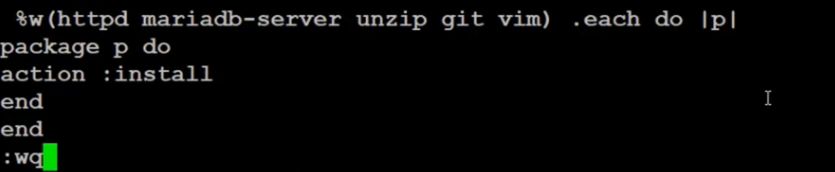 %w(httpd mariadb-server unzip git vim) .each do |p|
package p do
action :install
end
end
:wq